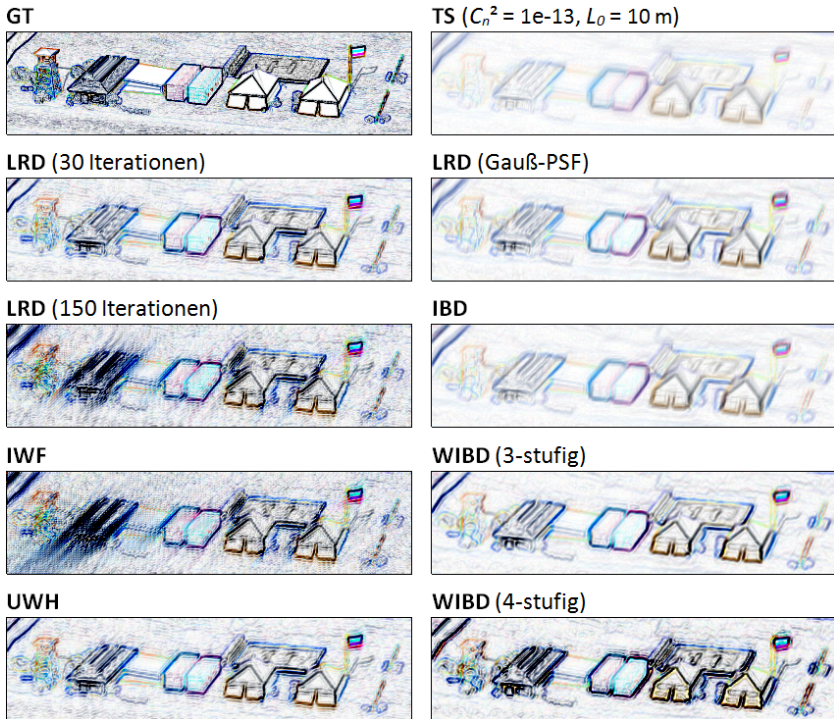 GT
TS (Cₙ² = 1e-13, L₀ = 10 m)
LRD (30 Iterationen)
LRD (Gauß-PSF)
LRD (150 Iterationen)
IBD
IWF
WIBD (3-stufig)
UWH
WIBD (4-stufig)